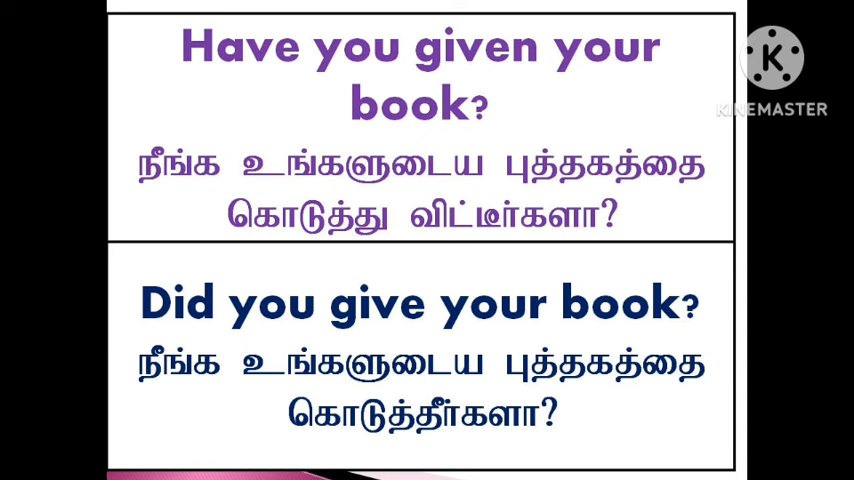 Have you given your
book?
நீங்க உங்களுடைய புத்தகத்தை
கொடுத்து விட்டீர்களா?
Did you give your book?
நீங்க உங்களுடைய புத்தகத்தை
கொடுத்தீர்களா?
K
KINEMASTER